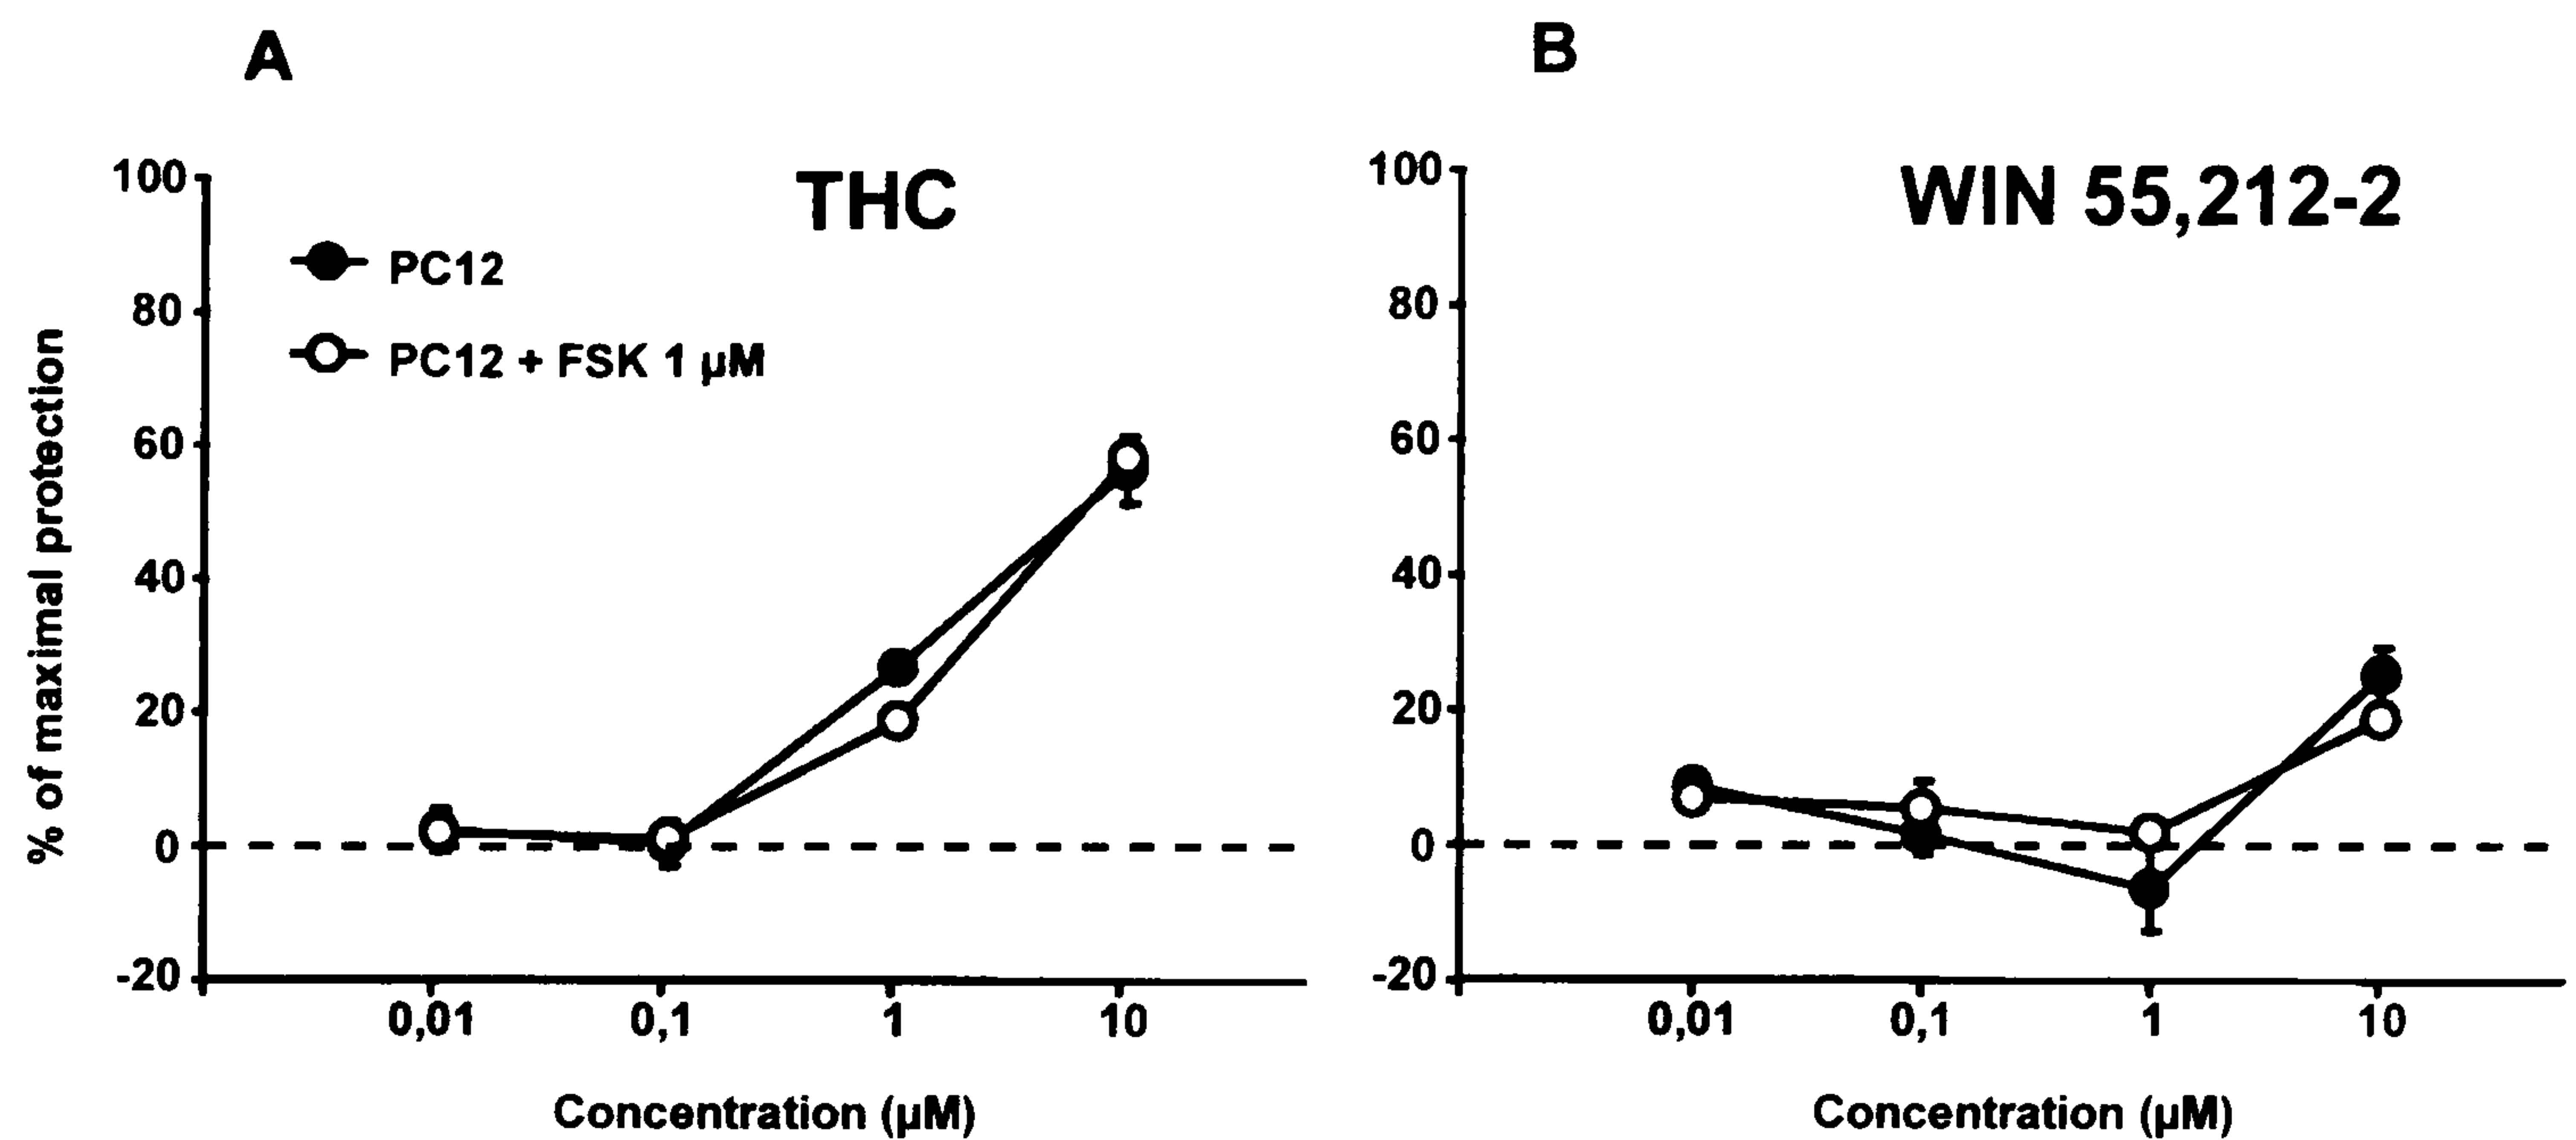 A
B
THC
WIN 55,212-2
PC12
PC12 + FSK 1 µM
% of maximal protection
100
80
60
40
20
0
-20
0,01
0,1
1
10
Concentration (µM)
100
80
60
40
20
0
-20
0,01
0,1
1
10
Concentration (µM)